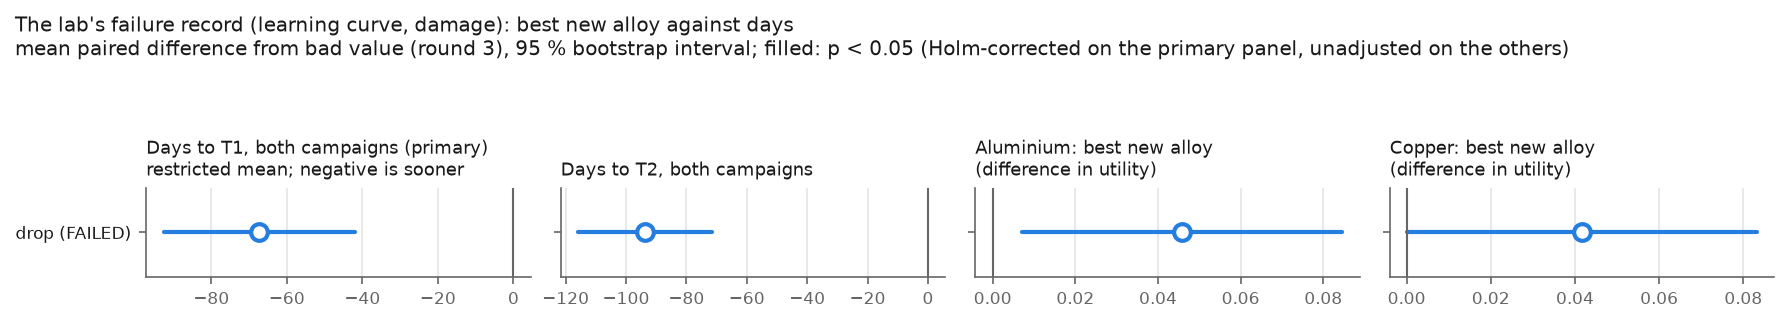 The lab's failure record (learning curve, damage): best new alloy against days
mean paired difference from bad value (round 3), 95 % bootstrap interval; filled: p < 0.05 (Holm-corrected on the primary panel, unadjusted on the others)
Days to T1, both campaigns (primary)
restricted mean; negative is sooner
Days to T2, both campaigns
Aluminium: best new alloy
(difference in utility)
Copper: best new alloy
(difference in utility)
drop (FAILED)
−80 −60 −40 −20 0
−120 −100 −80 −60 −40 −20 0
0.00 0.02 0.04 0.06 0.08
0.00 0.02 0.04 0.06 0.08